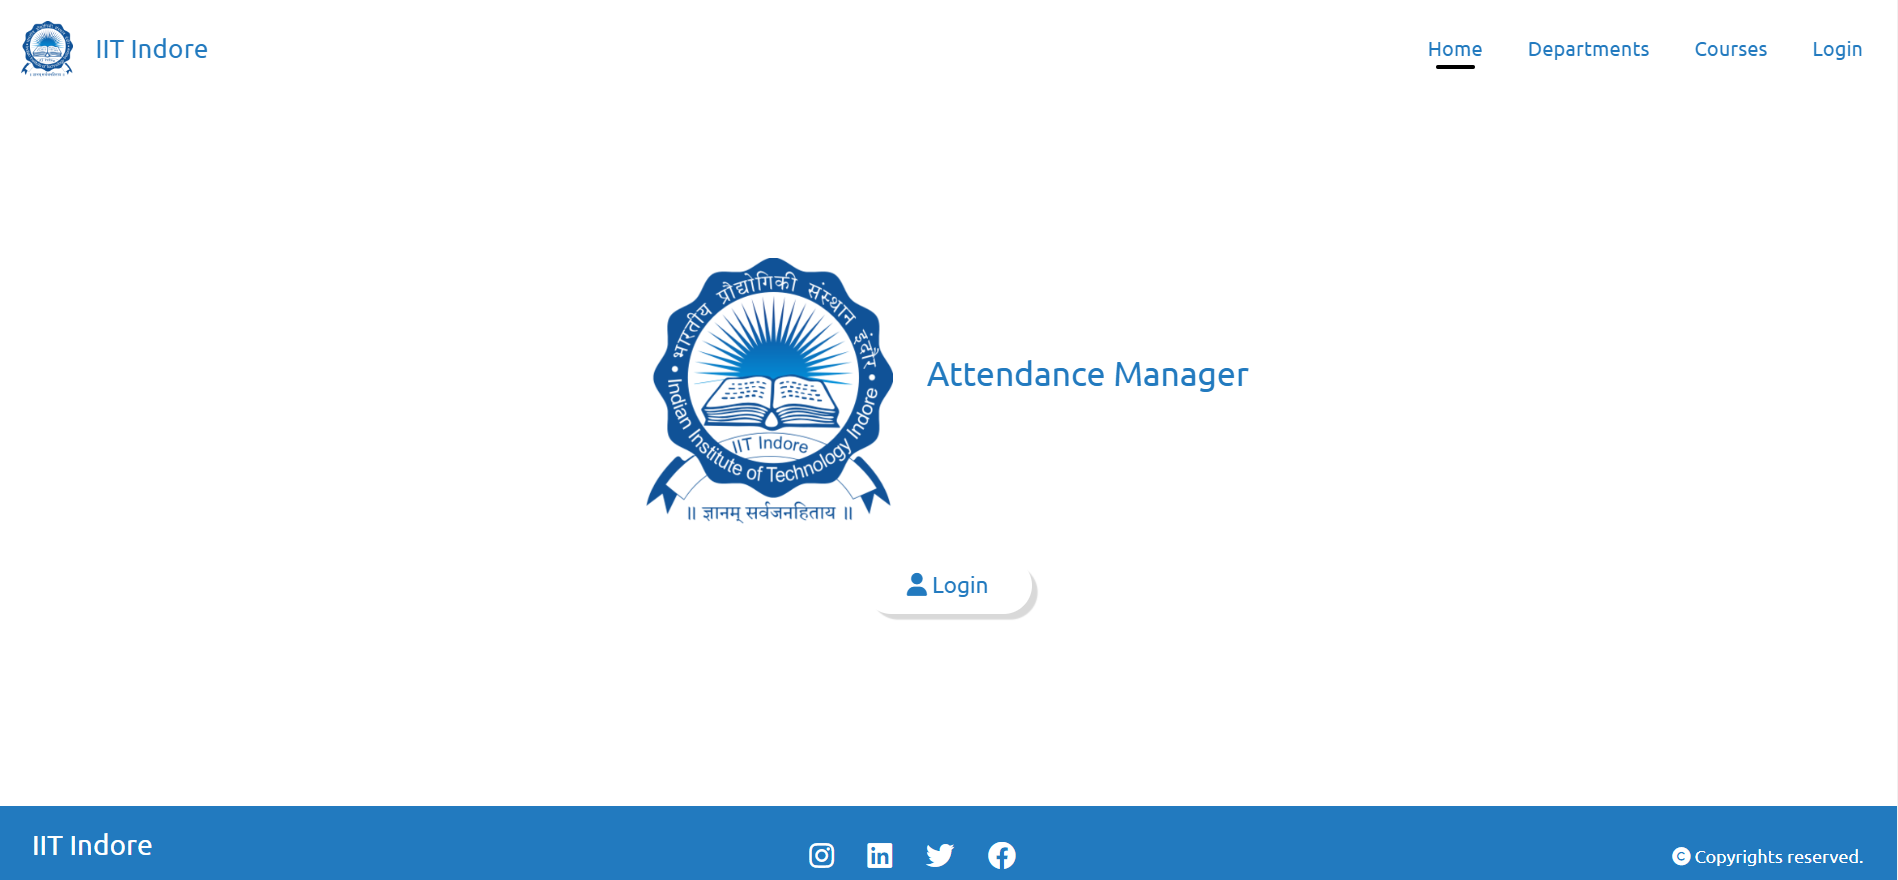 IIT Indore
Home Departments Courses Login
भारतीय प्रौद्योगिकी संस्थान इंदौर
Indian Institute of Technology Indore
IIT Indore
॥ ज्ञानम् सर्वजनहिताय ॥
Attendance Manager
Login
IIT Indore
© Copyrights reserved.